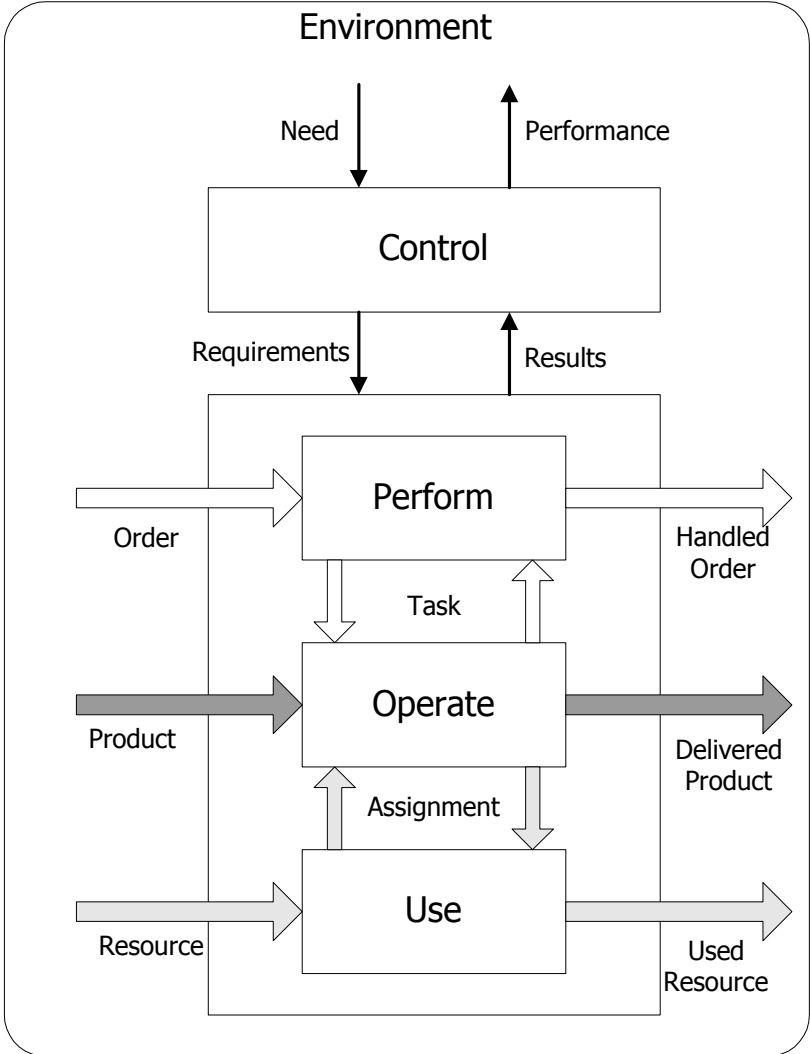 Environment
Need
Performance
Control
Requirements
Results
Perform
Order
Handled
Order
Task
Operate
Product
Delivered
Product
Assignment
Use
Resource
Used
Resource